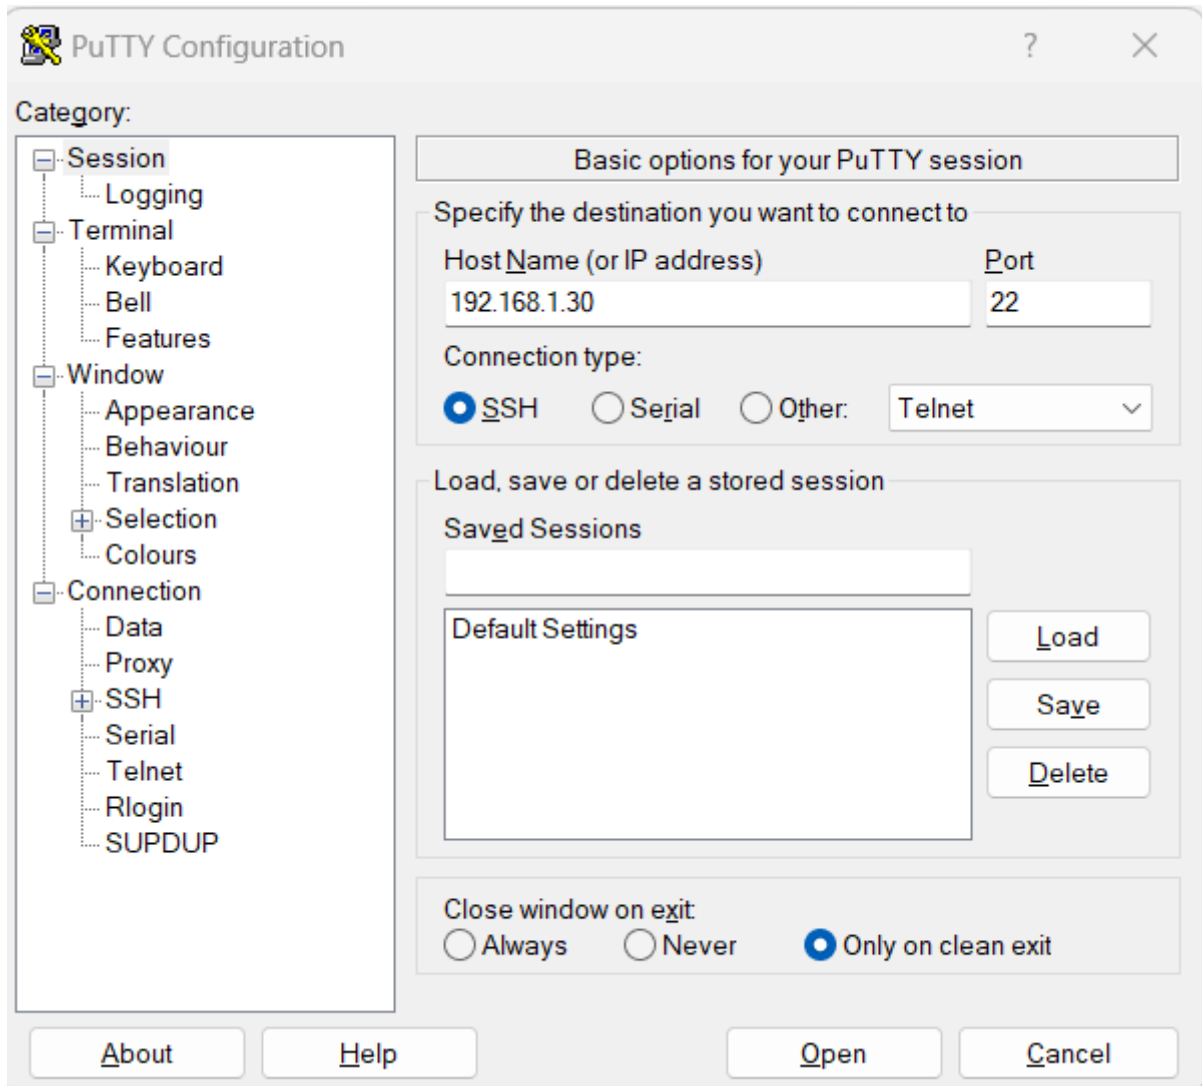 PuTTY Configuration
?
Category:
Session
Logging
Terminal
Keyboard
Bell
Features
Window
Appearance
Behaviour
Translation
Selection
Colours
Connection
Data
Proxy
SSH
Serial
Telnet
Rlogin
SUPDUP
Basic options for your PuTTY session
Specify the destination you want to connect to
Host Name (or IP address) Port
192.168.1.30 22
Connection type:
SSH Serial Other: Telnet
Load, save or delete a stored session
Saved Sessions
Default Settings
Load
Save
Delete
Close window on exit:
Always Never Only on clean exit
About Help Open Cancel